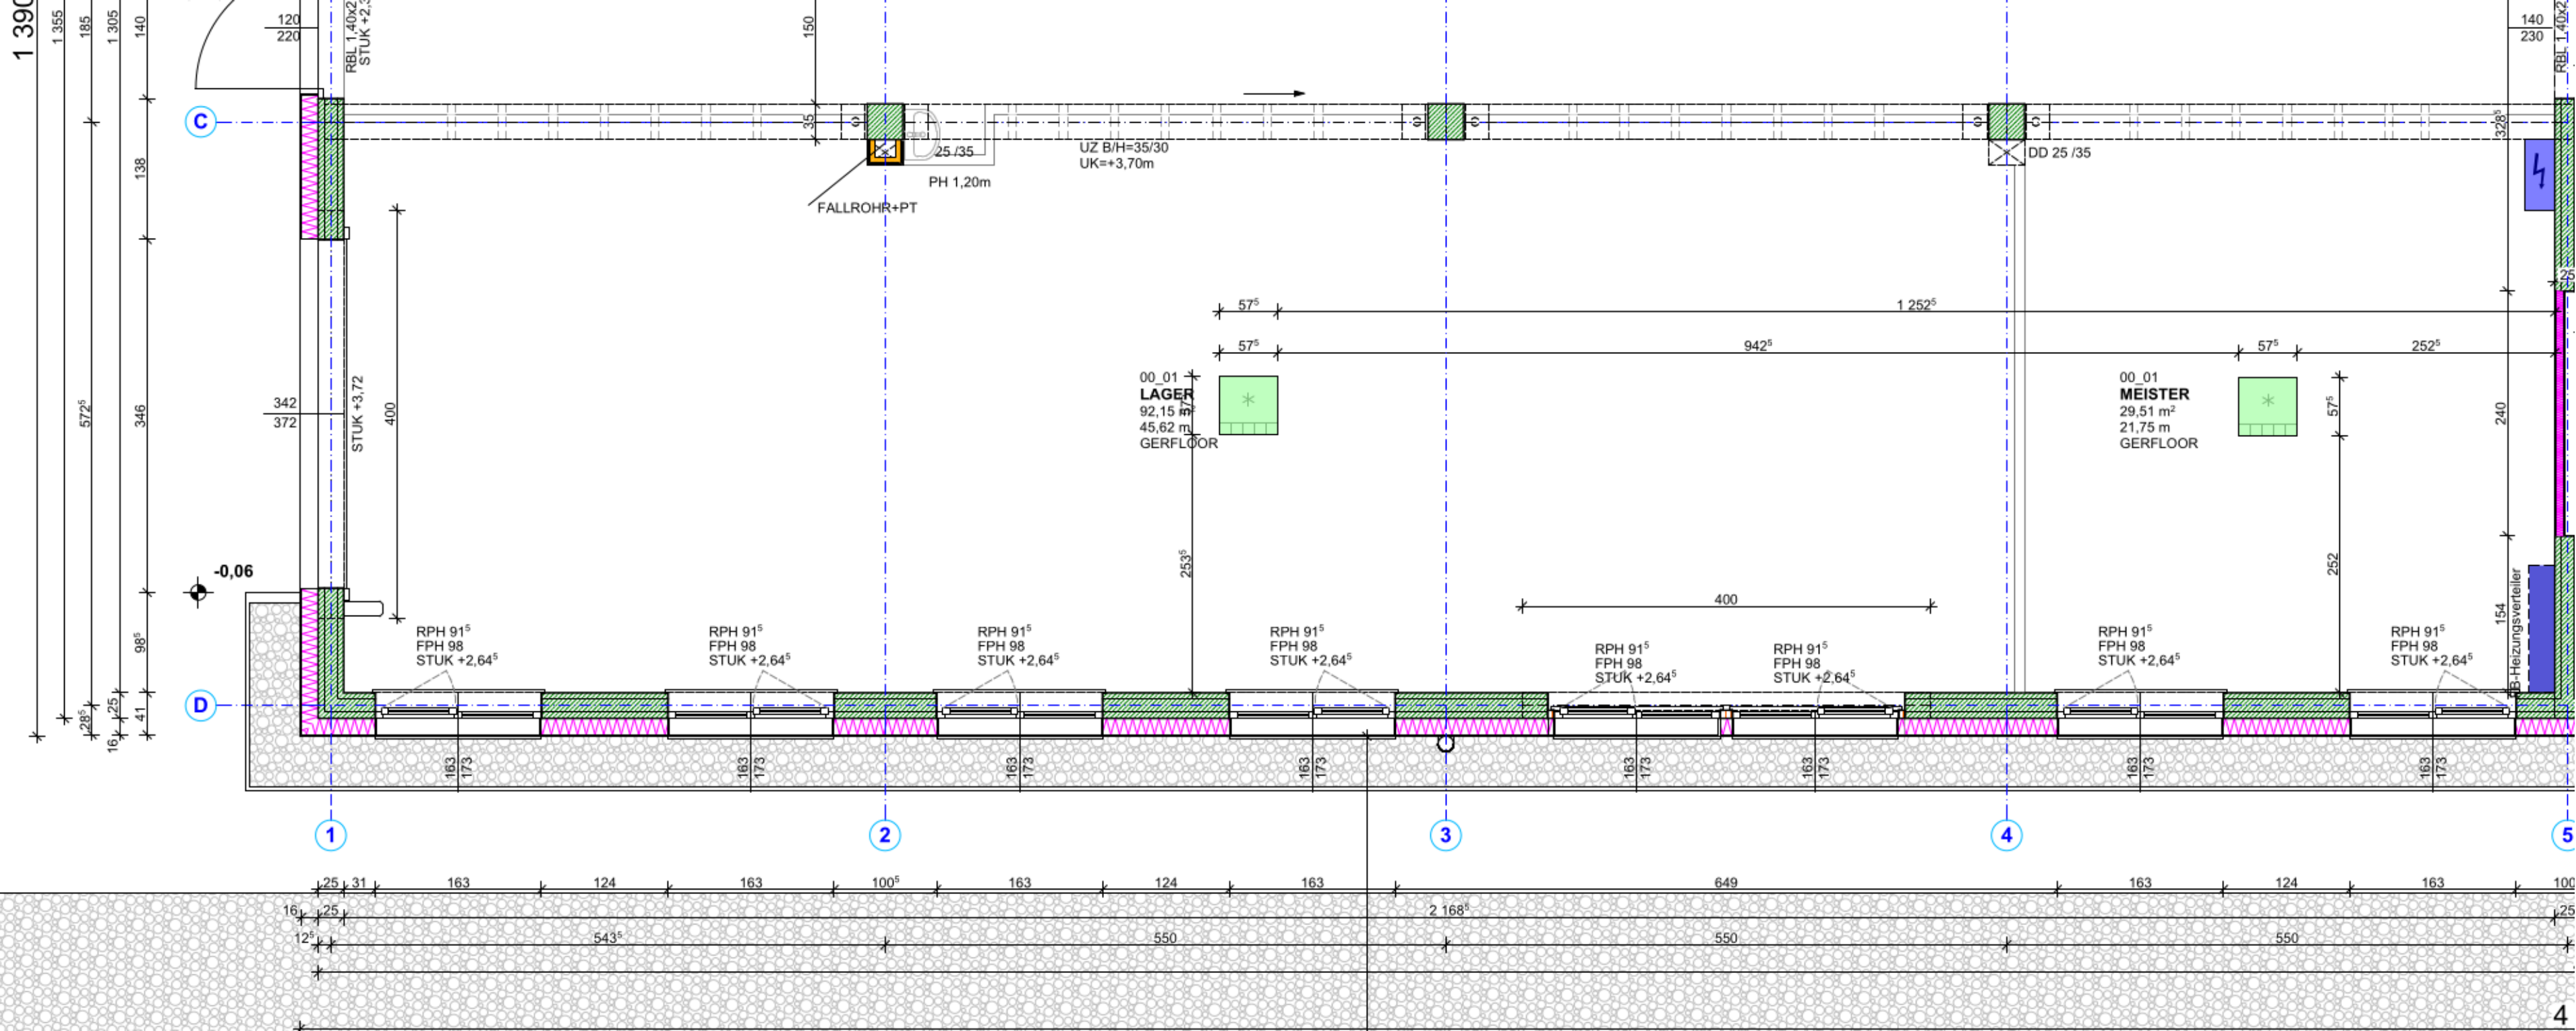 1 390
1 355
185
1 305
140
120
220
RBL 1,40x2
STUK +2,
150
140
230
RBL 1,40x2
C
35
25 /35
UZ B/H=35/30
UK=+3,70m
DD 25 /35
328⁵
138
PH 1,20m
FALLROHR+PT
25
57⁵
1 252⁵
57⁵
942⁵
57⁵
252⁵
00_01
LAGER
92,15 m
45,62 m
GERFLOOR
57⁵
00_01
MEISTER
29,51 m²
21,75 m
GERFLOOR
57⁵
240
572⁵
346
342
372
STUK +3,72
400
253⁵
252
154
-0,06
400
98⁵
RPH 91⁵
FPH 98
STUK +2,64⁵
RPH 91⁵
FPH 98
STUK +2,64⁵
RPH 91⁵
FPH 98
STUK +2,64⁵
RPH 91⁵
FPH 98
STUK +2,64⁵
RPH 91⁵
FPH 98
STUK +2,64⁵
RPH 91⁵
FPH 98
STUK +2,64⁵
RPH 91⁵
FPH 98
STUK +2,64⁵
RPH 91⁵
FPH 98
STUK +2,64⁵
B-Heizungsverteiler
D
28⁵
25
41
16
163
173
163
173
163
173
163
173
163
173
163
173
163
173
163
173
1
2
3
4
5
25
31
163
124
163
100⁵
163
124
163
649
163
124
163
100
16
25
2 168⁵
25
12⁵
543⁵
550
550
550
4